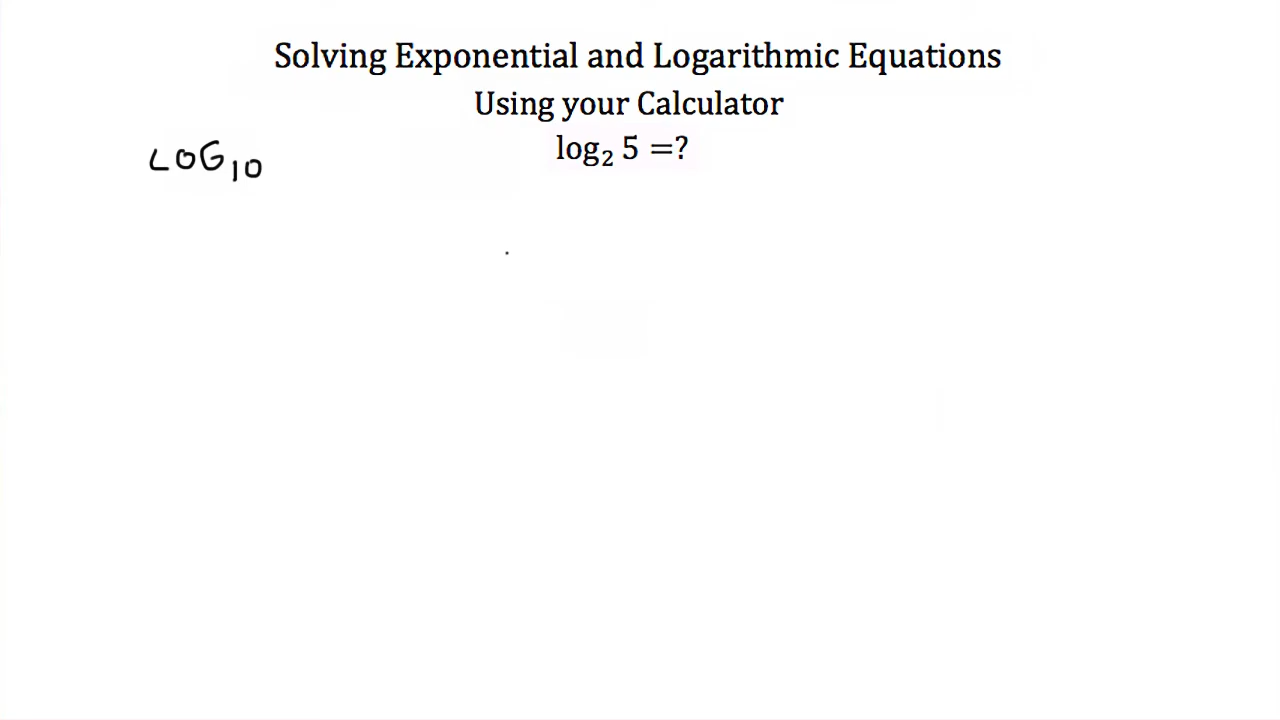 Solving Exponential and Logarithmic Equations
Using your Calculator
log₂ 5 =?
LOG₁₀